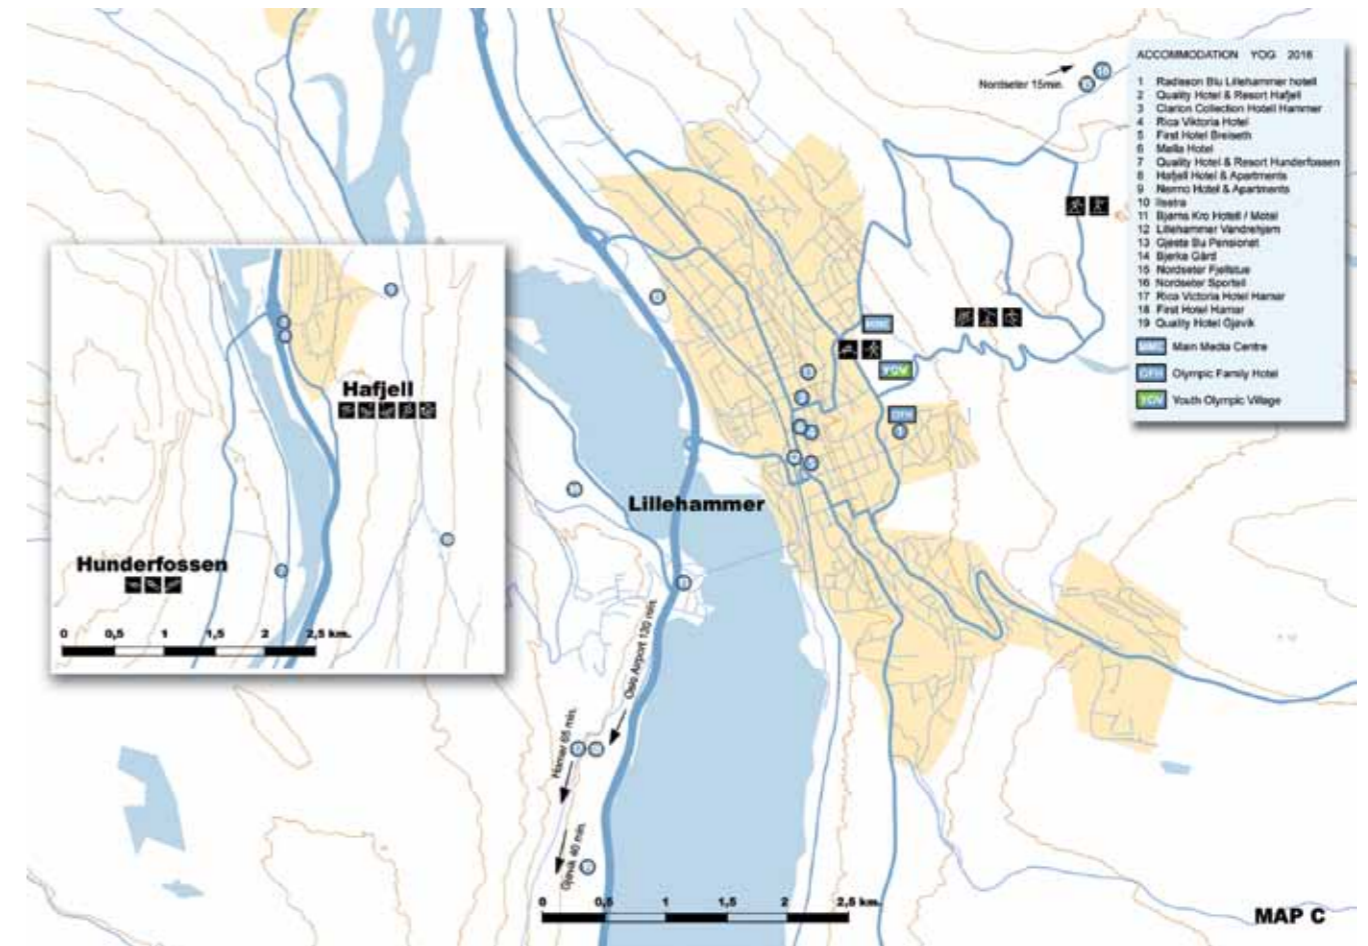 ACCOMMODATION YOG 2016
1 Radisson Blu Lillehammer hotell
2 Quality Hotel & Resort Hafjell
3 Clarion Collection Hotell Hammer
4 Rica Viktoria Hotel
5 First Hotel Breiseth
6 Mølla Hotel
7 Quality Hotel & Resort Hunderfossen
8 Hafjell Hotel & Apartments
9 Nermo Hotel & Apartments
10 Ilsetra
11 Bjørns Kro Hotell / Motel
12 Lillehammer Vandrehjem
13 Gjeste Bu Pensionat
14 Bjerke Gård
15 Nordseter Fjellstue
16 Nordseter Sportell
17 Rica Victoria Hotel Hamar
18 First Hotel Hamar
19 Quality Hotel Gjøvik
MMC Main Media Centre
OFH Olympic Family Hotel
YOV Youth Olympic Village
Nordseter 15min.
MMC
YOV
OFH
1
Hafjell
Hunderfossen
0 0,5 1 1,5 2 2,5 km.
Lillehammer
Oslo Airport 130 min.
Hamar 65 min.
Gjøvik 40 min.
0 0,5 1 1,5 2 2,5 km.
MAP C